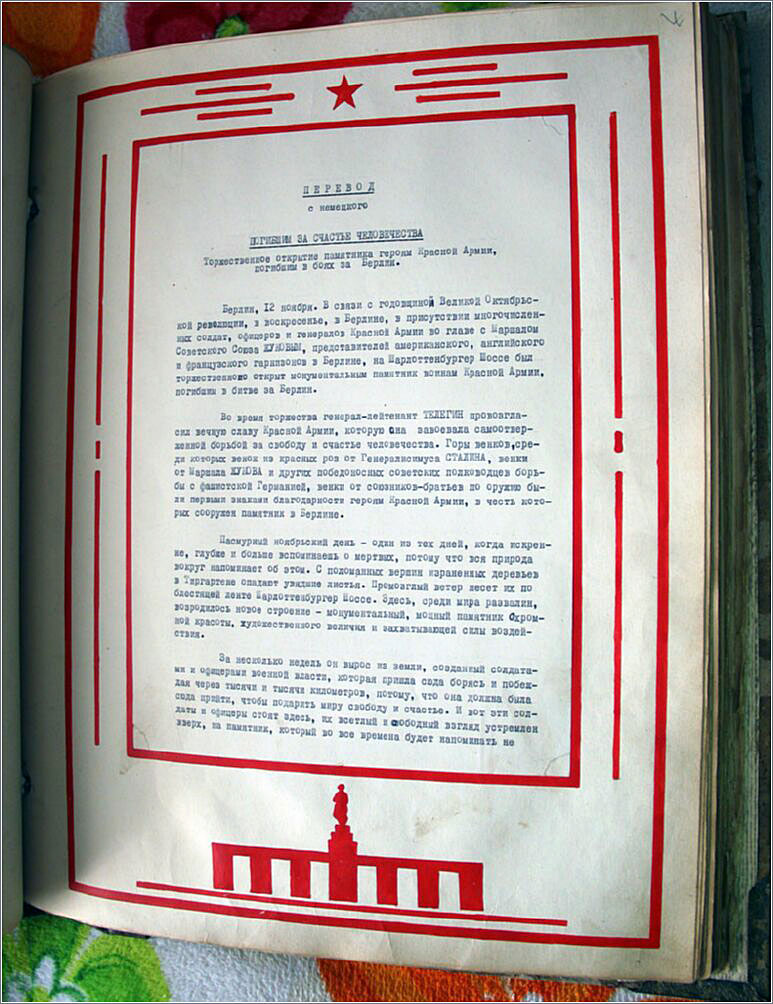 ПЕРЕВОД
с немецкого
ПОГИБШИМ ЗА СЧАСТЬЕ ЧЕЛОВЕЧЕСТВА
Торжественное открытие памятника героям Красной Армии,
погибшим в боях за Берлин.
Берлин, 12 ноября. В связи с годовщиной Великой Октябрьс-
кой революции, в воскресенье, в Берлине, в присутствии многочислен-
ных солдат, офицеров и генералов Красной Армии во главе с Маршалом
Советского Союза ЖУКОВЫМ, представителей американского, английского
и французского гарнизонов в Берлине, на Шарлоттенбургер Шоссе был
торжественно открыт монументальным памятник воинам Красной Армии,
погибшим в битве за Берлин.
Во время торжества генерал-лейтенант ТЕЛЕГИН провозгла-
сил вечную славу Красной Армии, которую она завоевала самоотвер-
женной борьбой за свободу и счастье человечества. Горы венков,сре-
ди которых венок из красных роз от Генералисимуса СТАЛИНА, венки
от Маршала ЖУКОВА и других победоносных советских полководцев борь-
бы с фашистской Германией, венки от союзников-братьев по оружию бы-
ли первыми знаками благодарности героям Красной Армии, в честь кото-
рых сооружен памятник в Берлине.
Пасмурный ноябрьский день - один из тех дней, когда искрен-
не, глубже и больше вспоминаешь о мертвых, потому что вся природа
вокруг напоминает об этом. С поломанных вершин израненных деревьев
в Тиргартене опадают увядшие листья. Промозглый ветер несет их по
блестящей ленте Шарлоттенбургер Шоссе. Здесь, среди мира развалин,
возродилось новое строение - монументальный, мощный памятник скром-
ной красоты, художественного величия и захватывающей силы воздей-
ствия.
За несколько недель он вырос из земли, созданный солдата-
ми и офицерами военной власти, которая пришла сюда борясь и побеж-
дая через тысячи и тысячи километров, потому, что она должна была
сюда прийти, чтобы подарить миру свободу и счастье. И вот эти сол-
даты и офицеры стоят здесь, их светлый и свободный взгляд устремлен
вверх, на памятник, который во все времена будет напоминать не